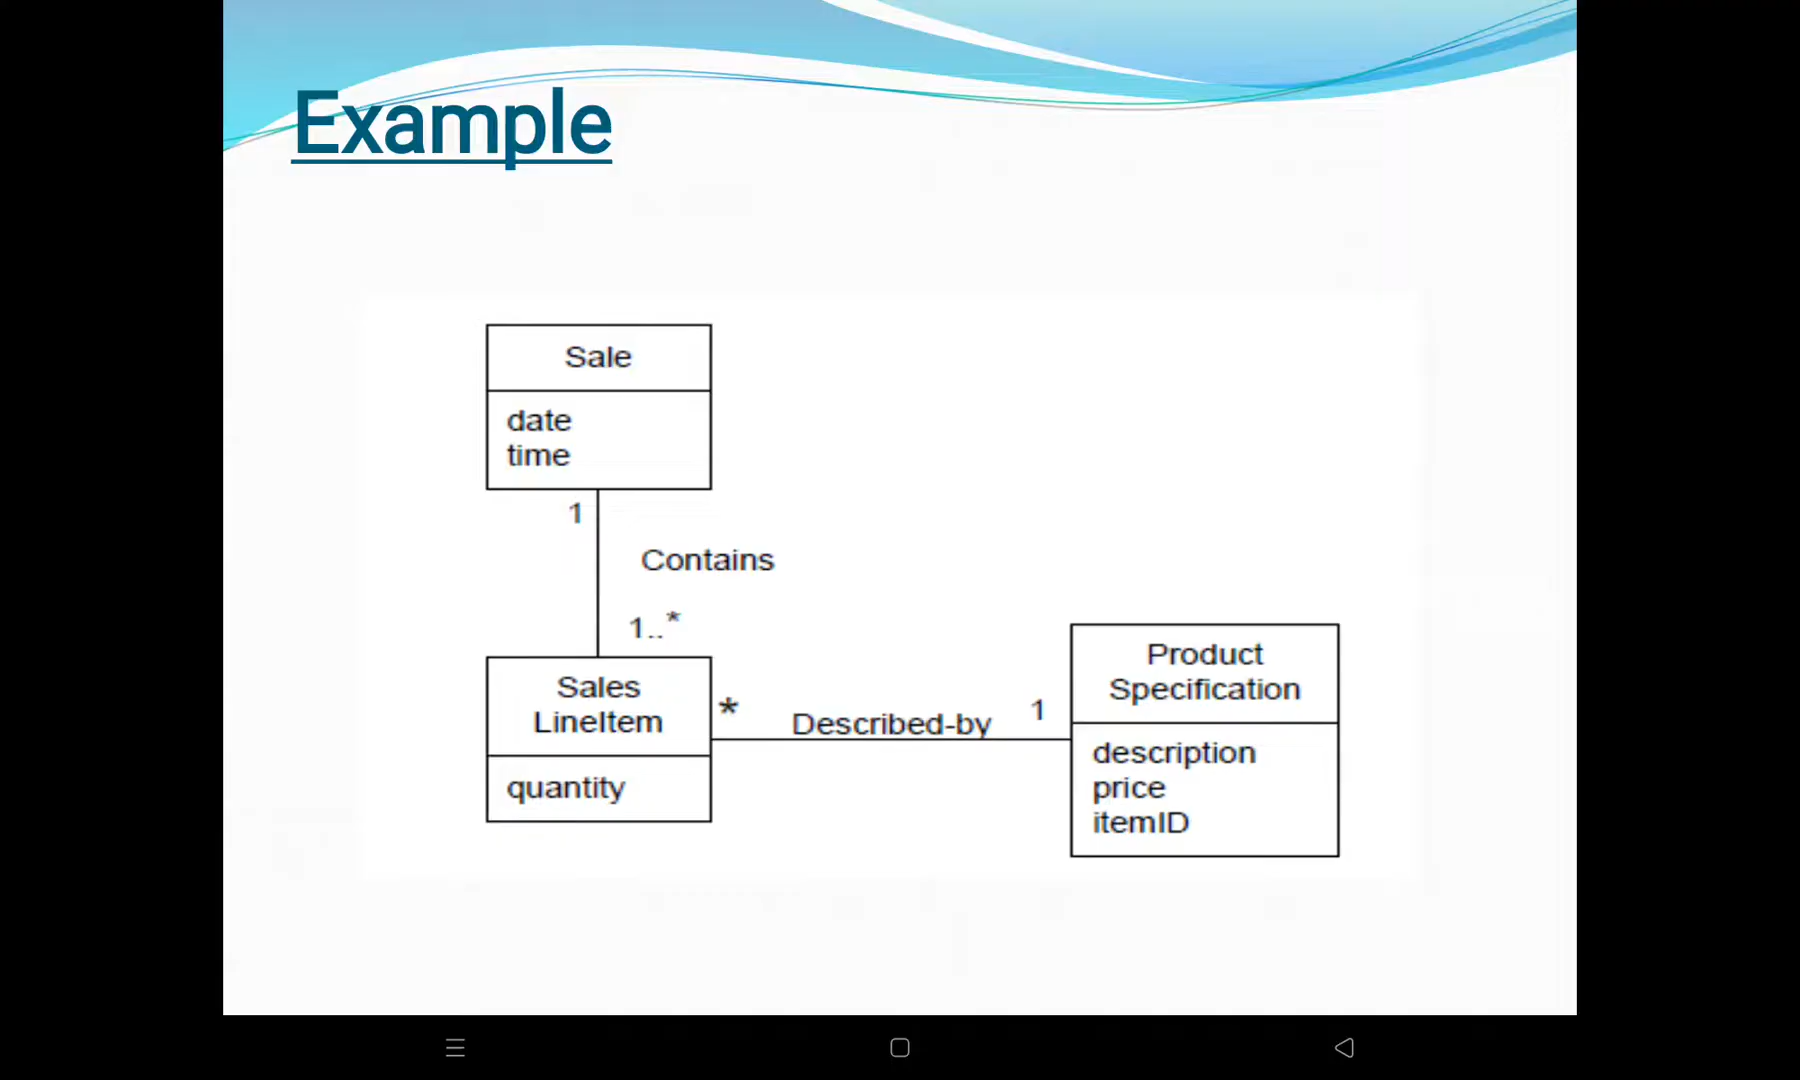 Example
Sale
date
time
1
Contains
1..*
Sales
LineItem
quantity
*
Described-by
1
Product
Specification
description
price
itemID